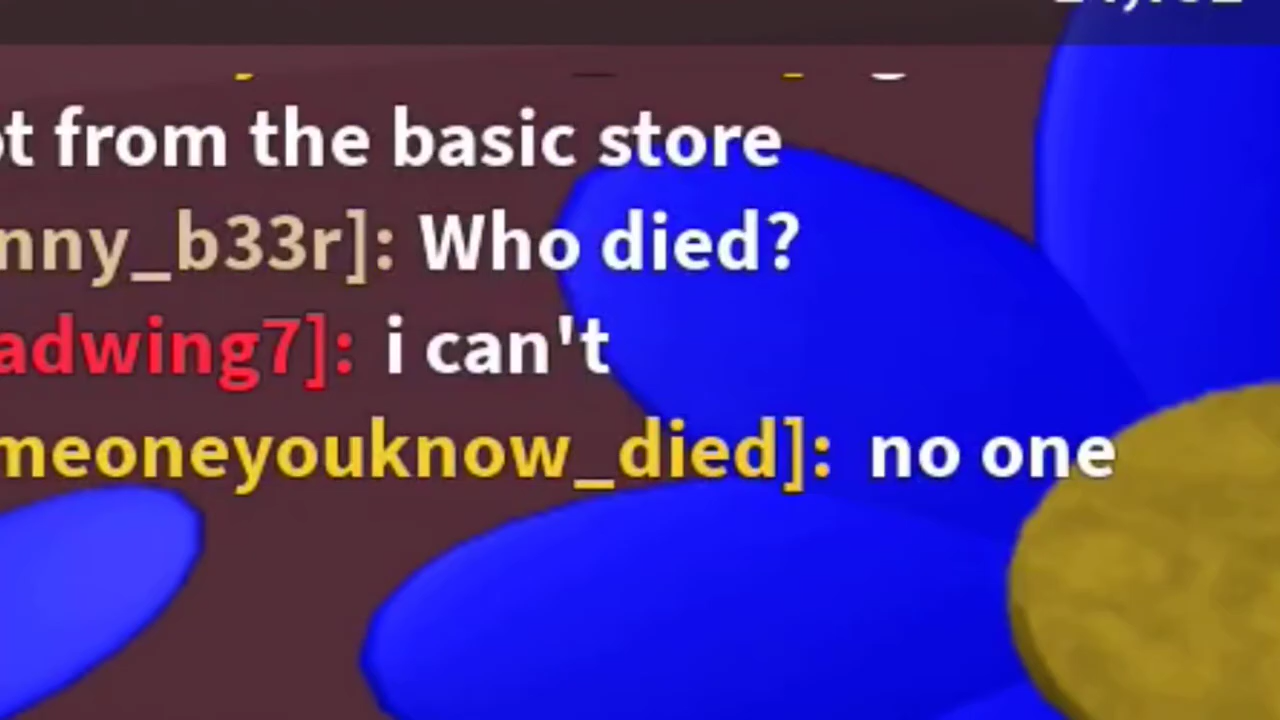 from the basic store
nny_b33r]: Who died?
adwing7]: i can't
meoneyouknow_died]: no one